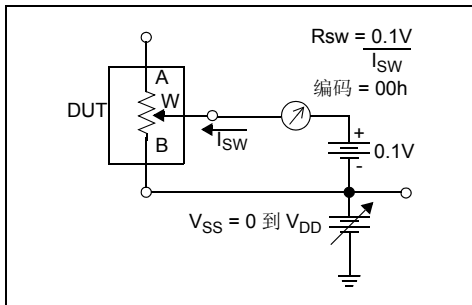 Rsw = 0.1V
I_SW
编码 = 00h
A
W
DUT
B
I_SW
+
0.1V
-
V_SS = 0 到 V_DD